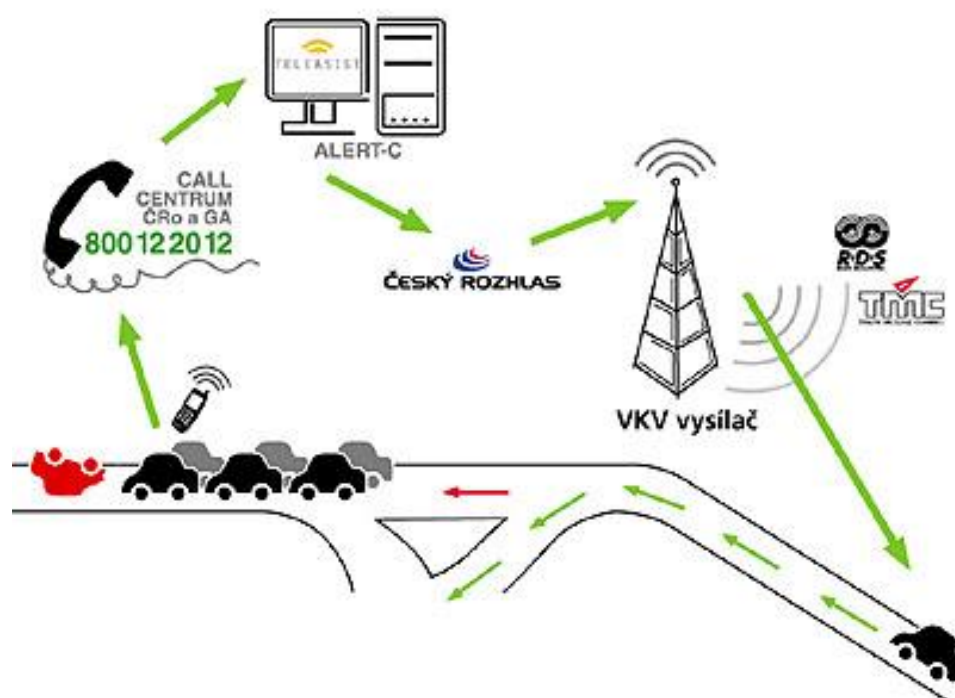 TELEASIST
ALERT-C
CALL
CENTRUM
ČRo a GA
800 12 20 12
ČESKÝ ROZHLAS
R·D·S
TMC
VKV vysílač